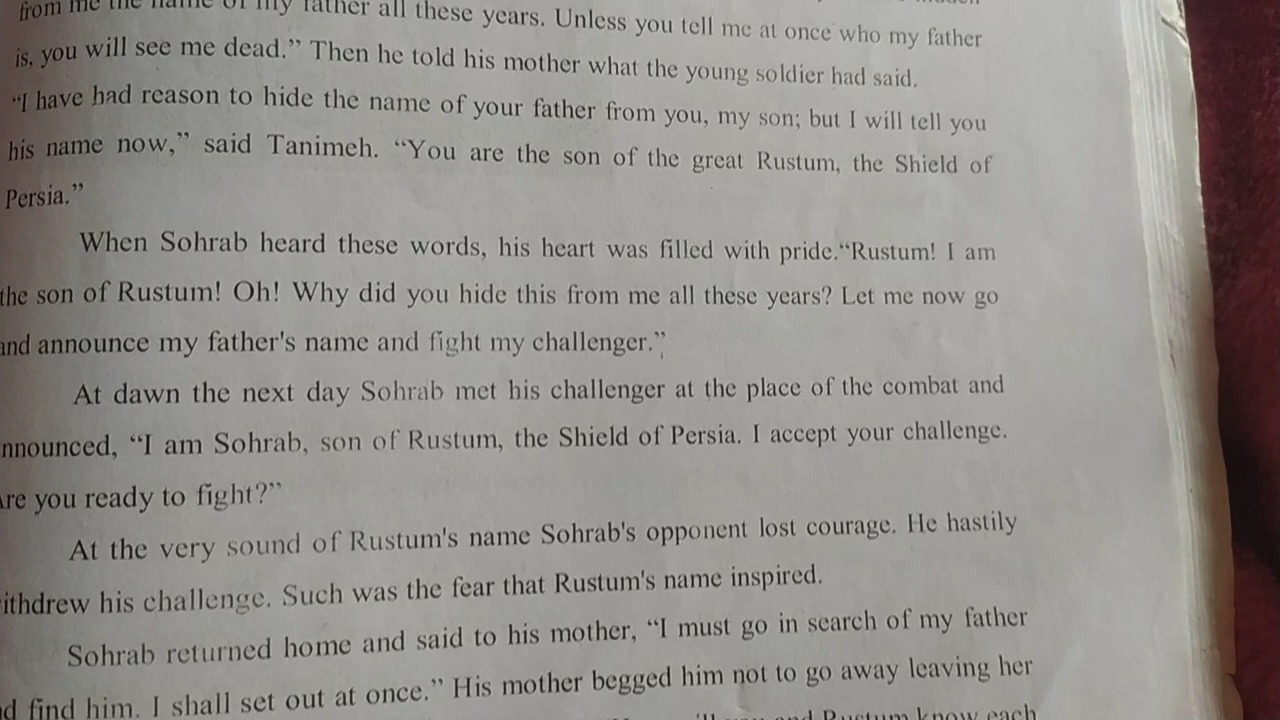 from me the name of my father all these years. Unless you tell me at once who my father
is, you will see me dead.” Then he told his mother what the young soldier had said.
“I have had reason to hide the name of your father from you, my son; but I will tell you
his name now,” said Tanimeh. “You are the son of the great Rustum, the Shield of
Persia.”
When Sohrab heard these words, his heart was filled with pride.“Rustum! I am
the son of Rustum! Oh! Why did you hide this from me all these years? Let me now go
and announce my father's name and fight my challenger.”
At dawn the next day Sohrab met his challenger at the place of the combat and
nnounced, “I am Sohrab, son of Rustum, the Shield of Persia. I accept your challenge.
Are you ready to fight?”
At the very sound of Rustum's name Sohrab's opponent lost courage. He hastily
ithdrew his challenge. Such was the fear that Rustum's name inspired.
Sohrab returned home and said to his mother, “I must go in search of my father
d find him. I shall set out at once.” His mother begged him not to go away leaving her
and Rustum know each